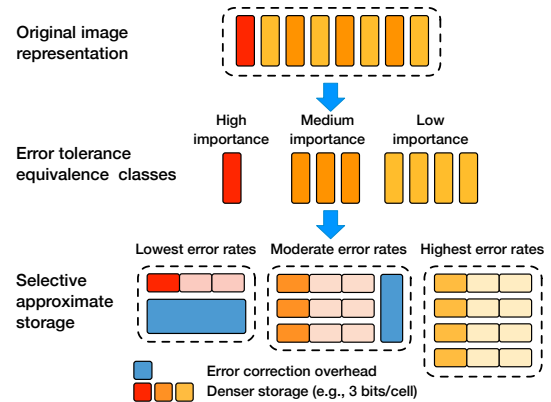 Original image
representation
High
importance
Medium
importance
Low
importance
Error tolerance
equivalence classes
Lowest error rates
Moderate error rates
Highest error rates
Selective
approximate
storage
Error correction overhead
Denser storage (e.g., 3 bits/cell)